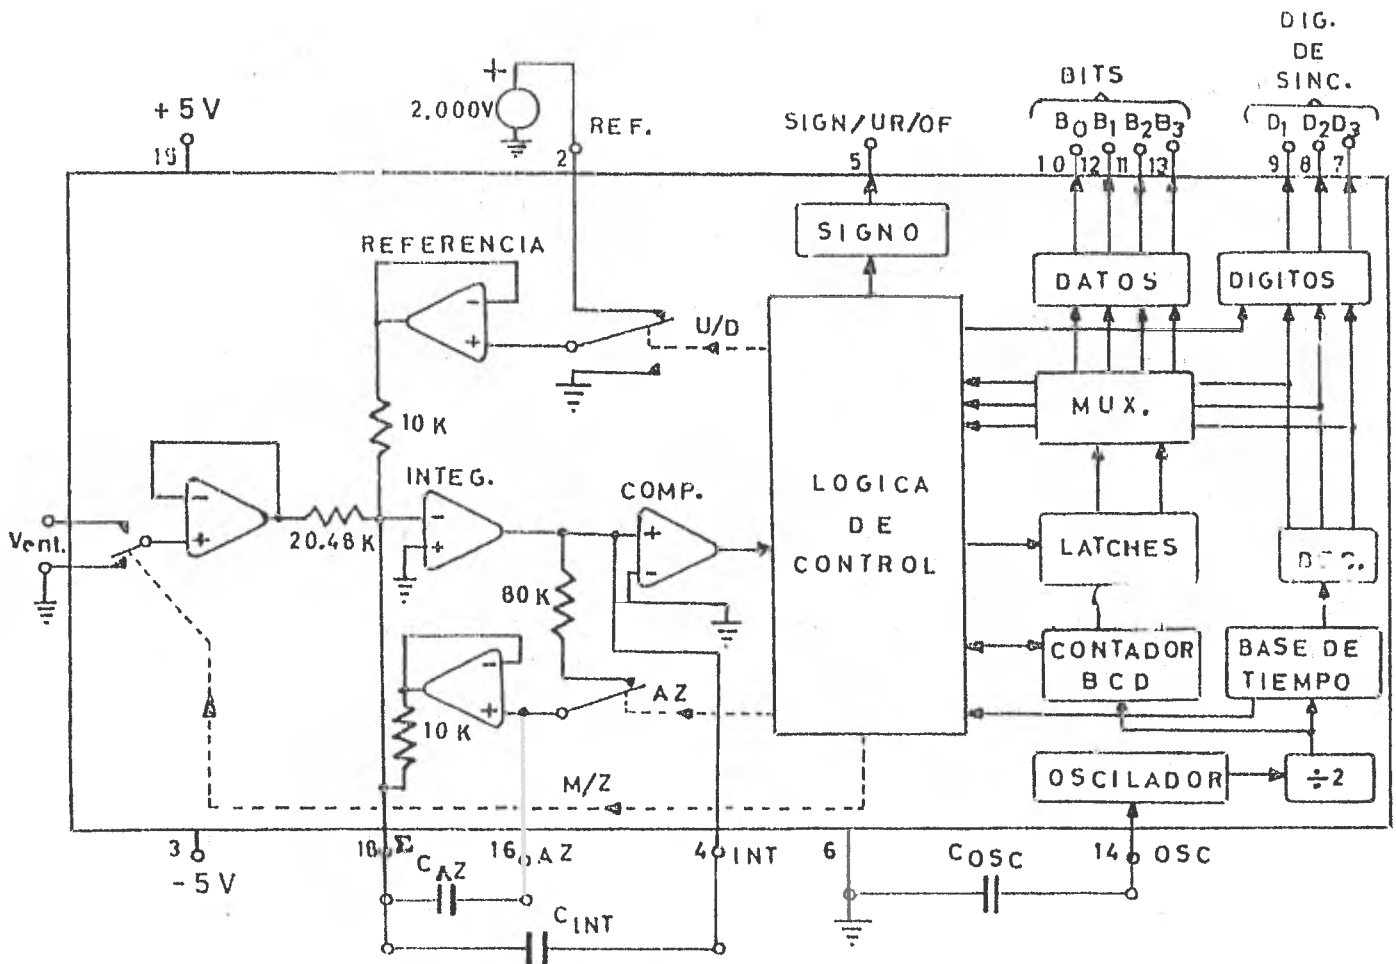 DIG.
DE
SINC.
BITS
+ 5 V
+
2,000V
REF.
SIGN/UR/OF
B0 B1 B2 B3
D1 D2 D3
2
5
10 12 11 13
9 8 7
SIGNO
REFERENCIA
DATOS
DIGITOS
U/D
-
+
10 K
MUX.
INTEG.
COMP.
LOGICA
DE
CONTROL
Vent.
-
+
20.48 K
-
+
+
-
LATCHES
80 K
CONTADOR
BCD
BASE DE
TIEMPO
-
+
AZ
10 K
OSCILADOR
÷2
M/Z
3
- 5 V
18 Σ
16 AZ
4 INT
6
14 OSC
CAZ
COSC
CINT